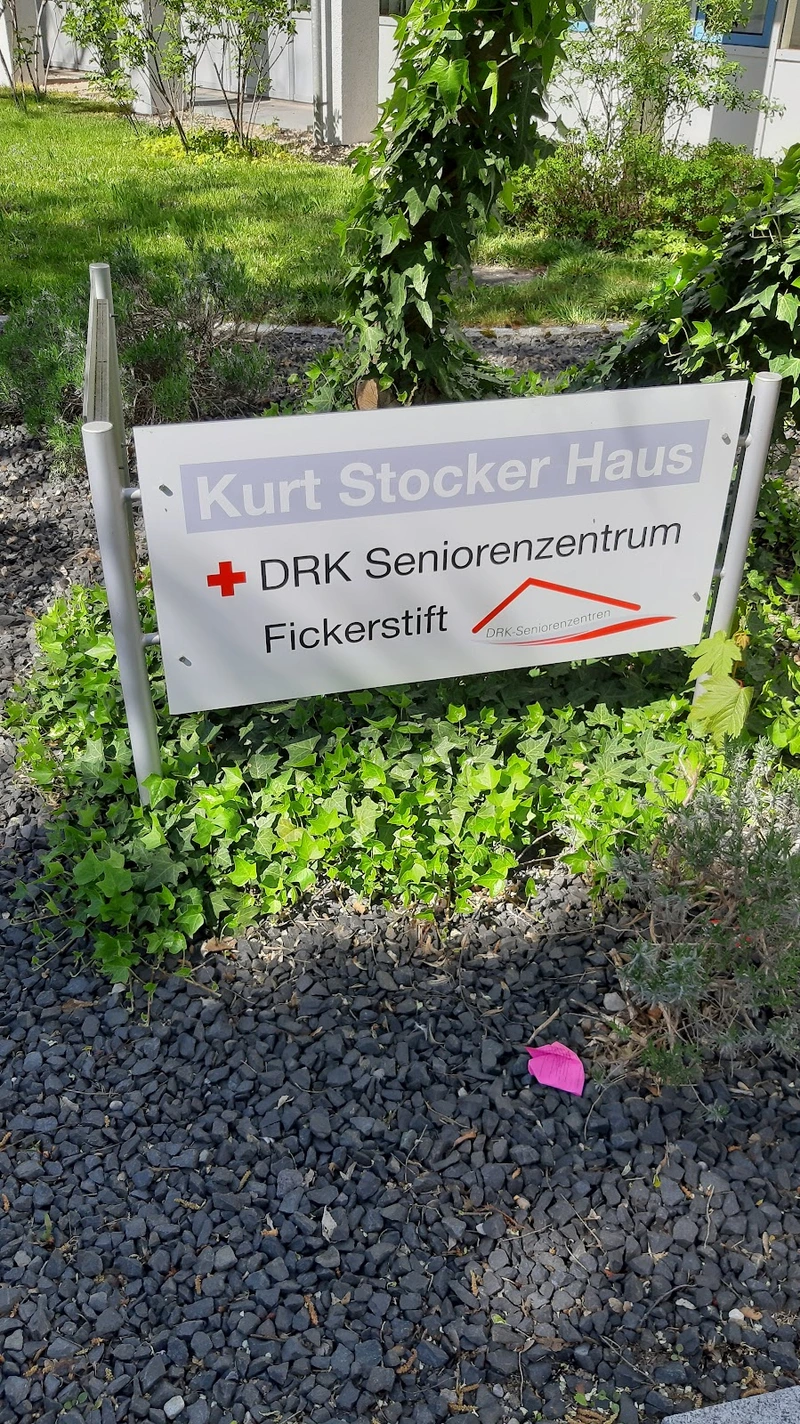 Kurt Stocker Haus
DRK Seniorenzentrum
Fickerstift
DRK-Seniorenzentren